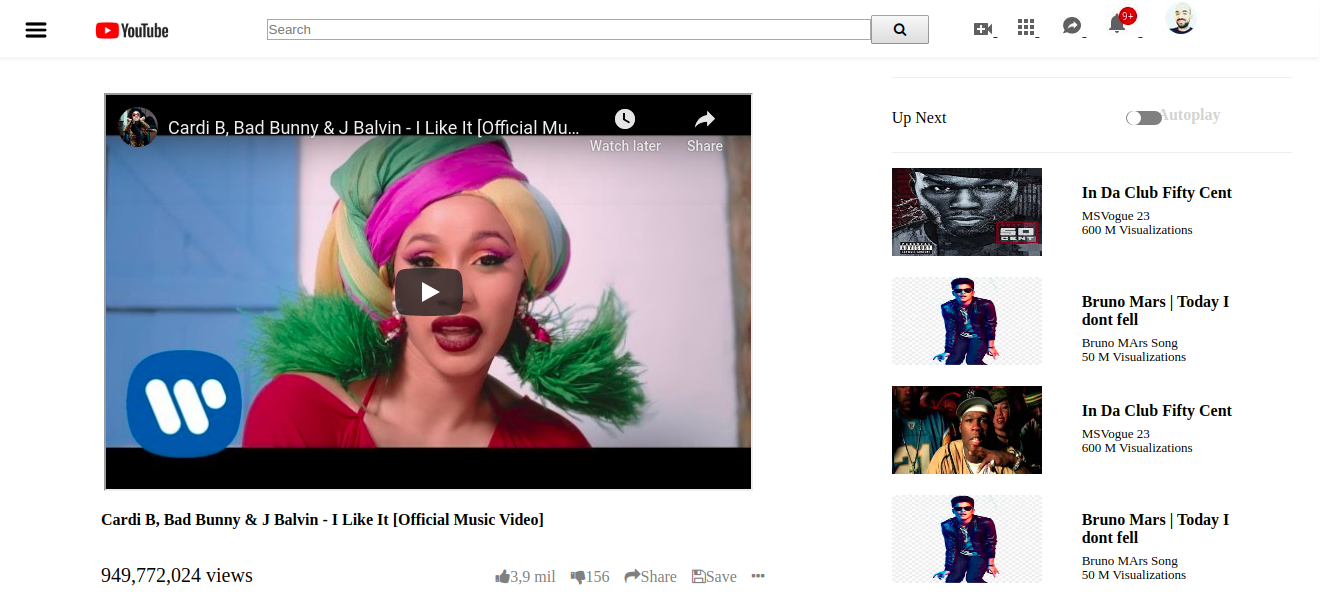 YouTube
Search
9+
Cardi B, Bad Bunny & J Balvin - I Like It [Official Mu...
Watch later
Share
Cardi B, Bad Bunny & J Balvin - I Like It [Official Music Video]
949,772,024 views
3,9 mil
156
Share
Save
Up Next
Autoplay
50
CENT
In Da Club Fifty Cent
MSVogue 23
600 M Visualizations
Bruno Mars | Today I
dont fell
Bruno MArs Song
50 M Visualizations
In Da Club Fifty Cent
MSVogue 23
600 M Visualizations
Bruno Mars | Today I
dont fell
Bruno MArs Song
50 M Visualizations